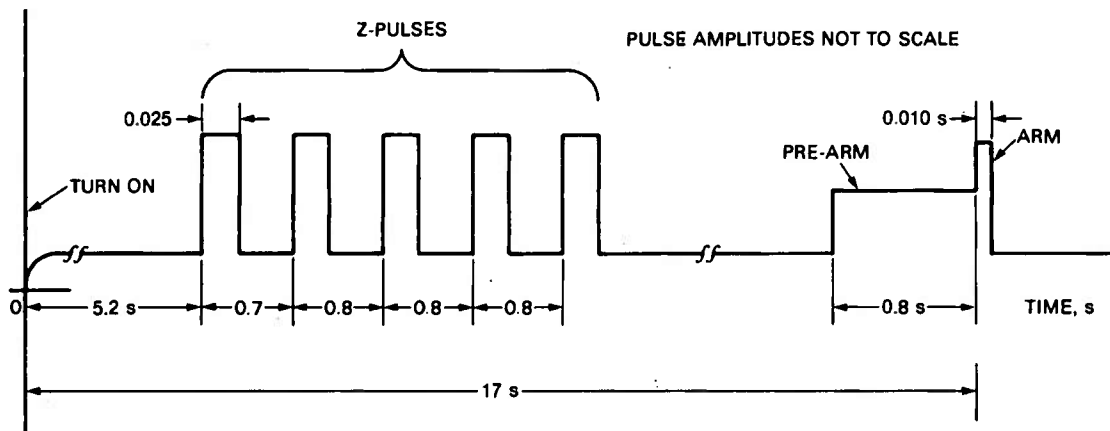 Z-PULSES
PULSE AMPLITUDES NOT TO SCALE
0.025
0.010 s
ARM
PRE-ARM
TURN ON
0
5.2 s
0.7
0.8
0.8
0.8
0.8 s
TIME, s
17 s